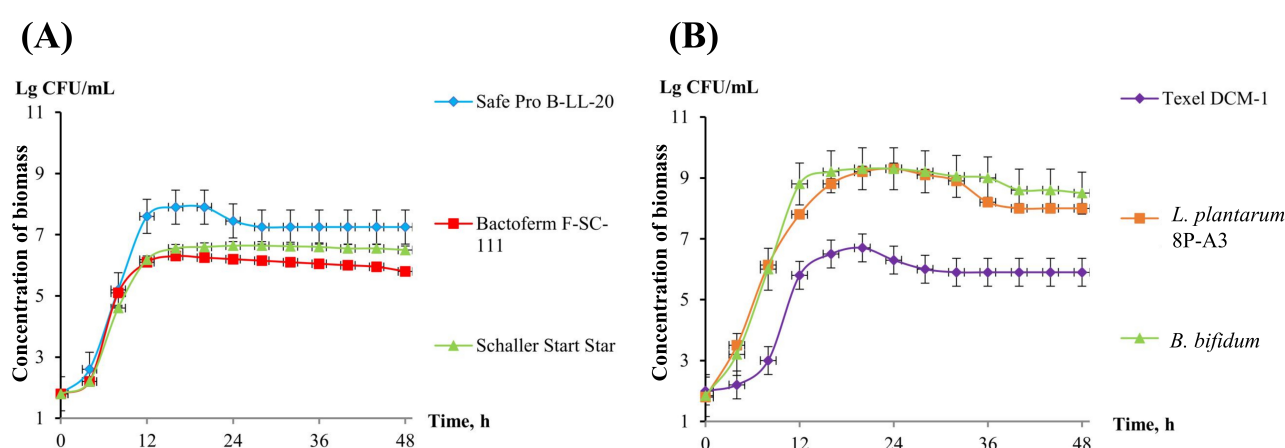 (A)
Lg CFU/mL
Concentration of biomass
11
9
7
5
3
1
0
12
24
36
48
Time, h
Safe Pro B-LL-20
Bactoferm F-SC-
111
Schaller Start Star
(B)
Lg CFU/mL
Concentration of biomass
11
9
7
5
3
1
0
12
24
36
48
Time, h
Texel DCM-1
L. plantarum
8P-A3
B. bifidum